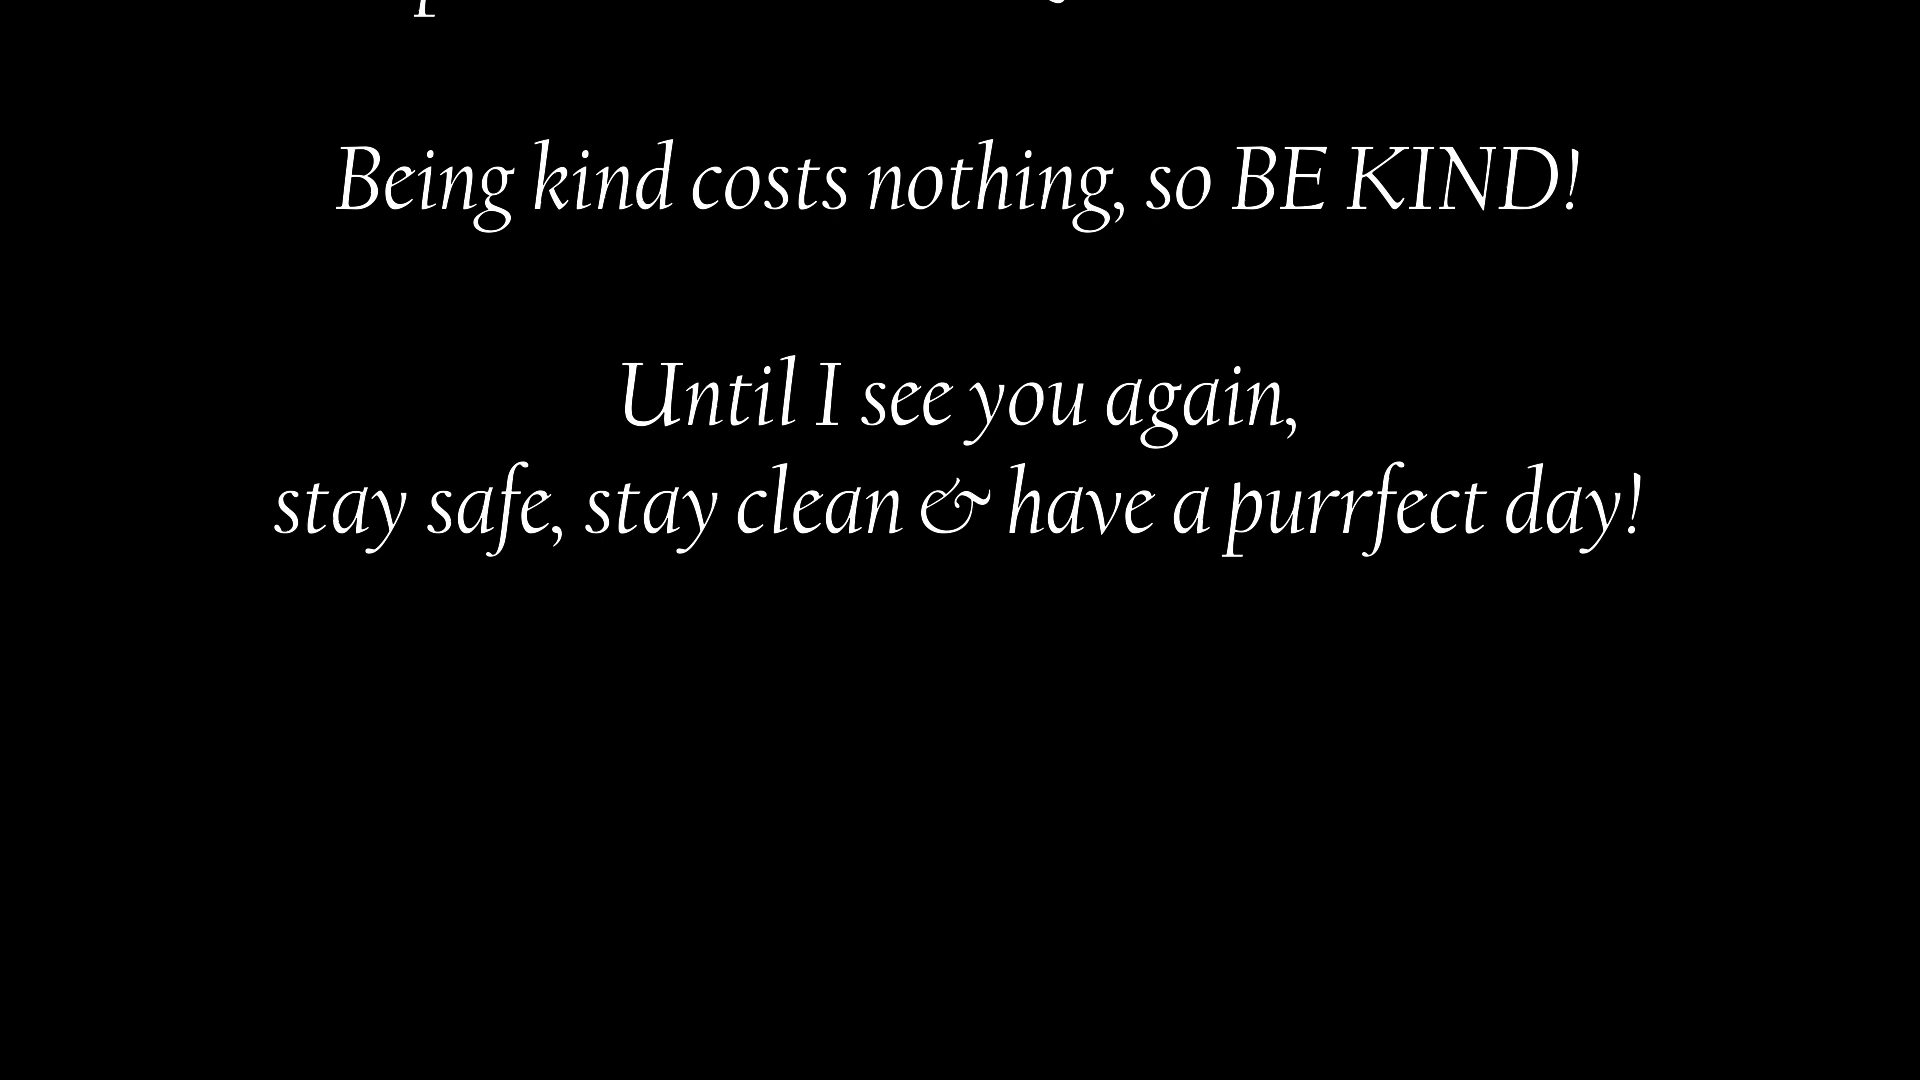 Being kind costs nothing, so BE KIND!
Until I see you again,
stay safe, stay clean & have a purrfect day!